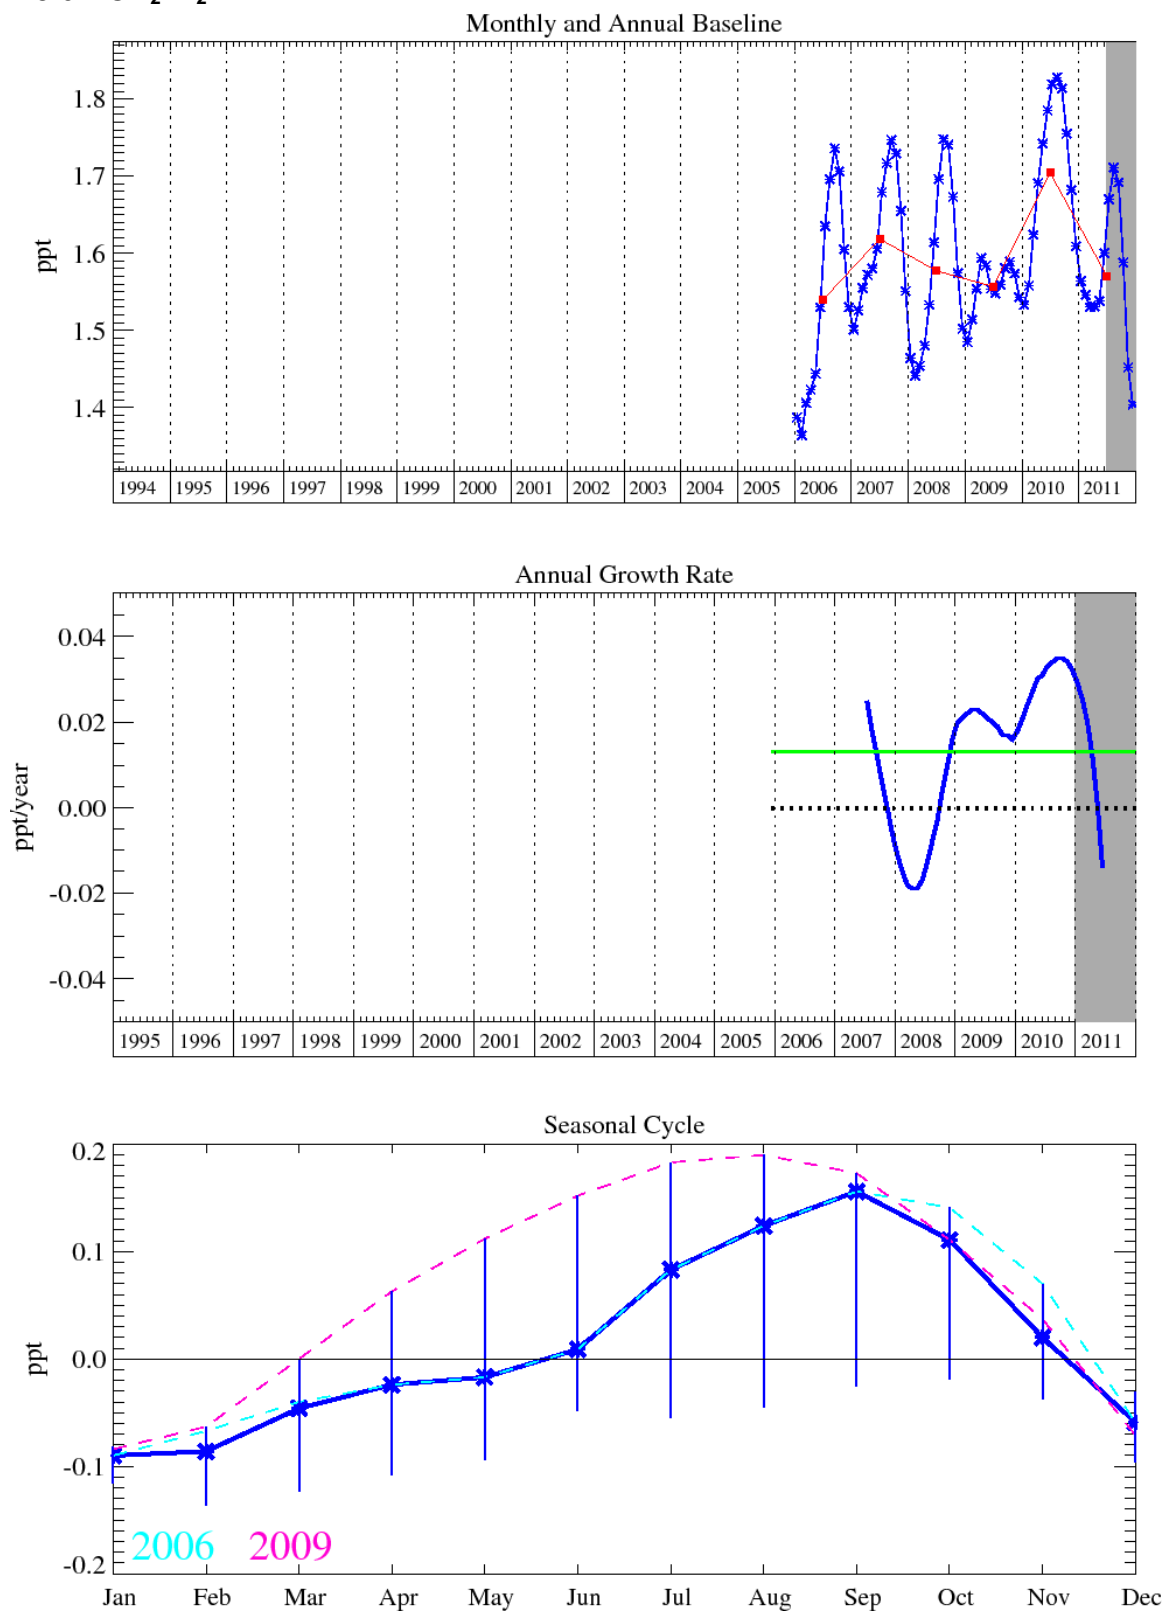 Monthly and Annual Baseline
ppt
1.8
1.7
1.6
1.5
1.4
1994 1995 1996 1997 1998 1999 2000 2001 2002 2003 2004 2005 2006 2007 2008 2009 2010 2011
Annual Growth Rate
ppt/year
0.04
0.02
0.00
-0.02
-0.04
1995 1996 1997 1998 1999 2000 2001 2002 2003 2004 2005 2006 2007 2008 2009 2010 2011
Seasonal Cycle
ppt
0.2
0.1
0.0
-0.1
-0.2
2006 2009
Jan Feb Mar Apr May Jun Jul Aug Sep Oct Nov Dec